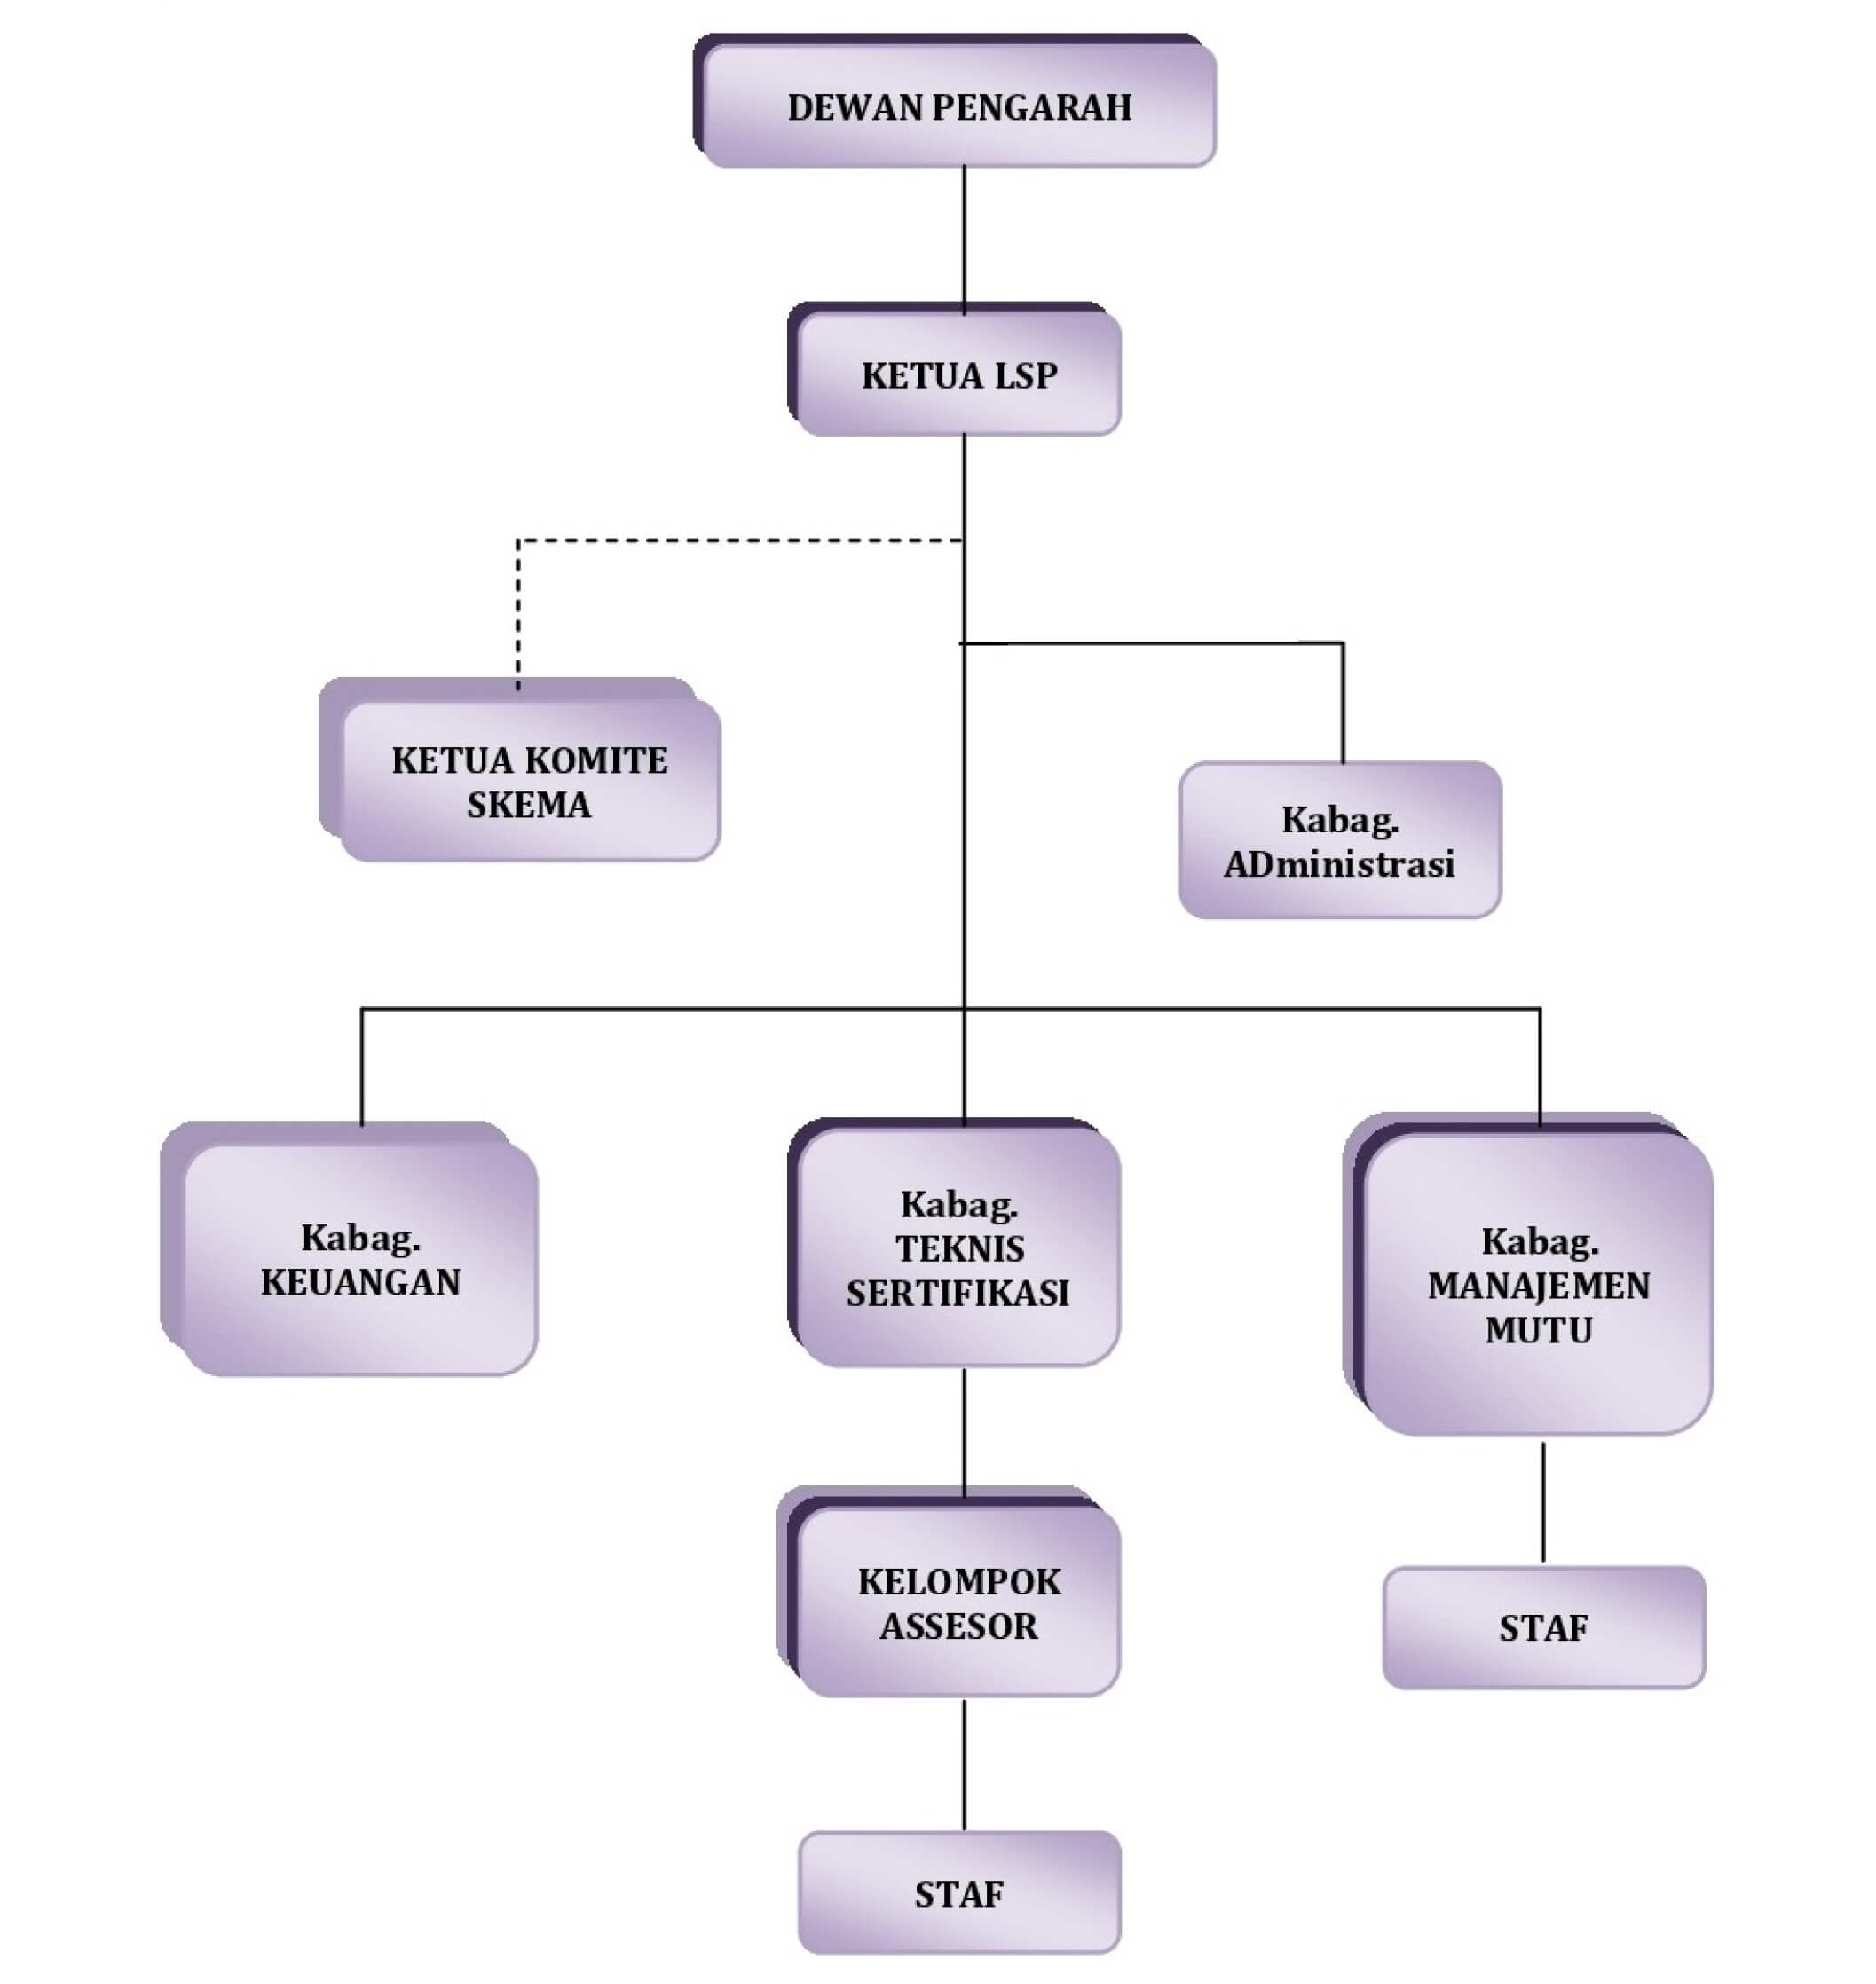 DEWAN PENGARAH
KETUA LSP
KETUA KOMITE
SKEMA
Kabag.
ADministrasi
Kabag.
KEUANGAN
Kabag.
TEKNIS
SERTIFIKASI
Kabag.
MANAJEMEN
MUTU
KELOMPOK
ASSESOR
STAF
STAF